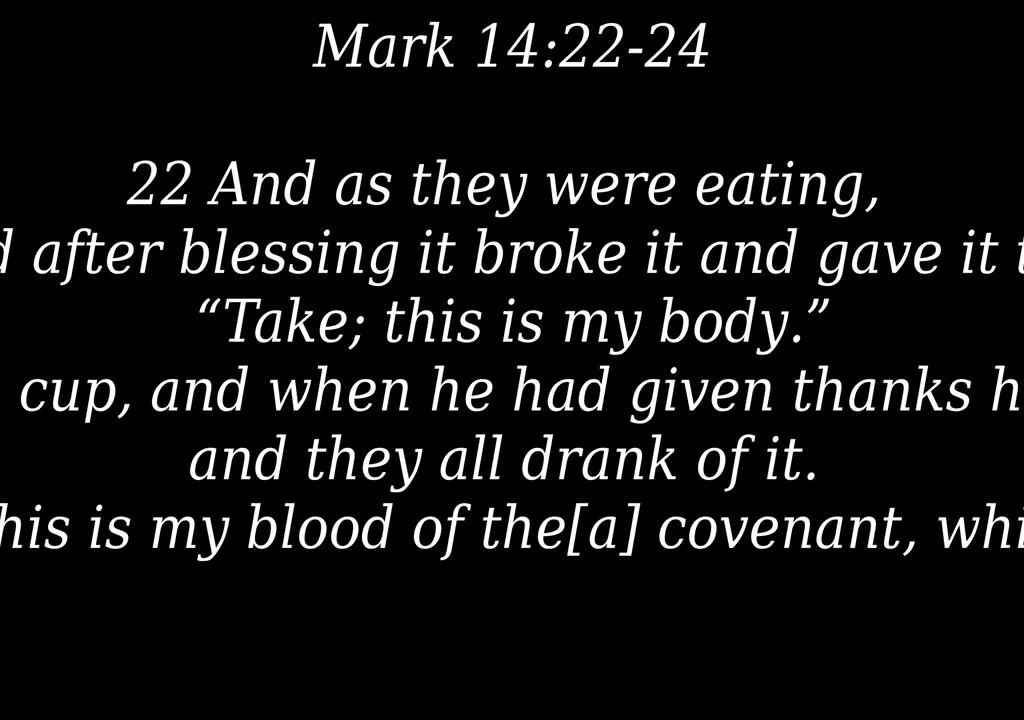 Mark 14:22-24
22 And as they were eating,
after blessing it broke it and gave it
“Take; this is my body.”
cup, and when he had given thanks
and they all drank of it.
is my blood of the[a] covenant,